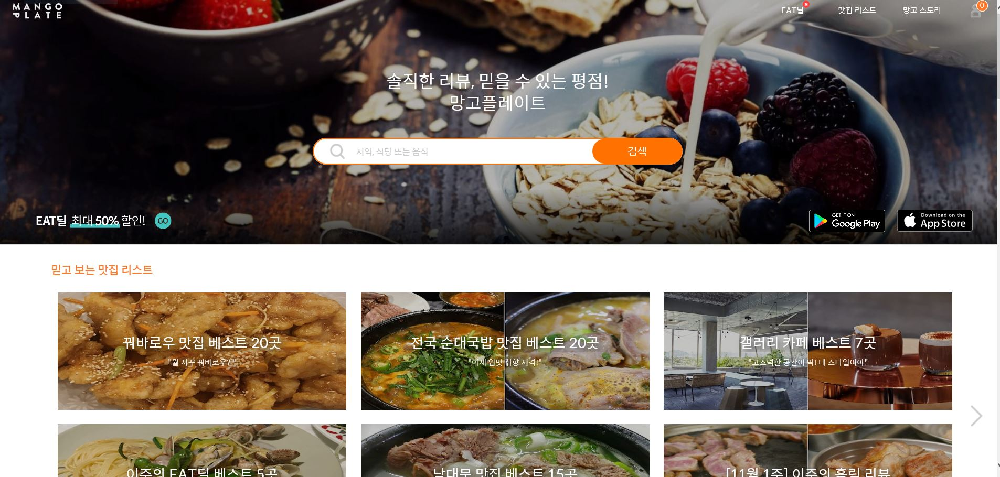 MANGO
PLATE
EAT딜
N
맛집 리스트
망고 스토리
0
솔직한 리뷰, 믿을 수 있는 평점!
망고플레이트
지역, 식당 또는 음식
검색
EAT딜 최대 50% 할인!
GO
GET IT ON
Google Play
Download on the
App Store
믿고 보는 맛집 리스트
꿔바로우 맛집 베스트 20곳
"뭘 자꾸 꿔바로우? "
전국 순대국밥 맛집 베스트 20곳
"아재 입맛 취향 저격!"
갤러리 카페 베스트 7곳
"고즈넉한 공간이 딱! 내 스타일이야"
이주의 EAT딜 베스트 5곳
남대문 맛집 베스트 15곳
[11월 1주] 이주의 홀릭 리뷰